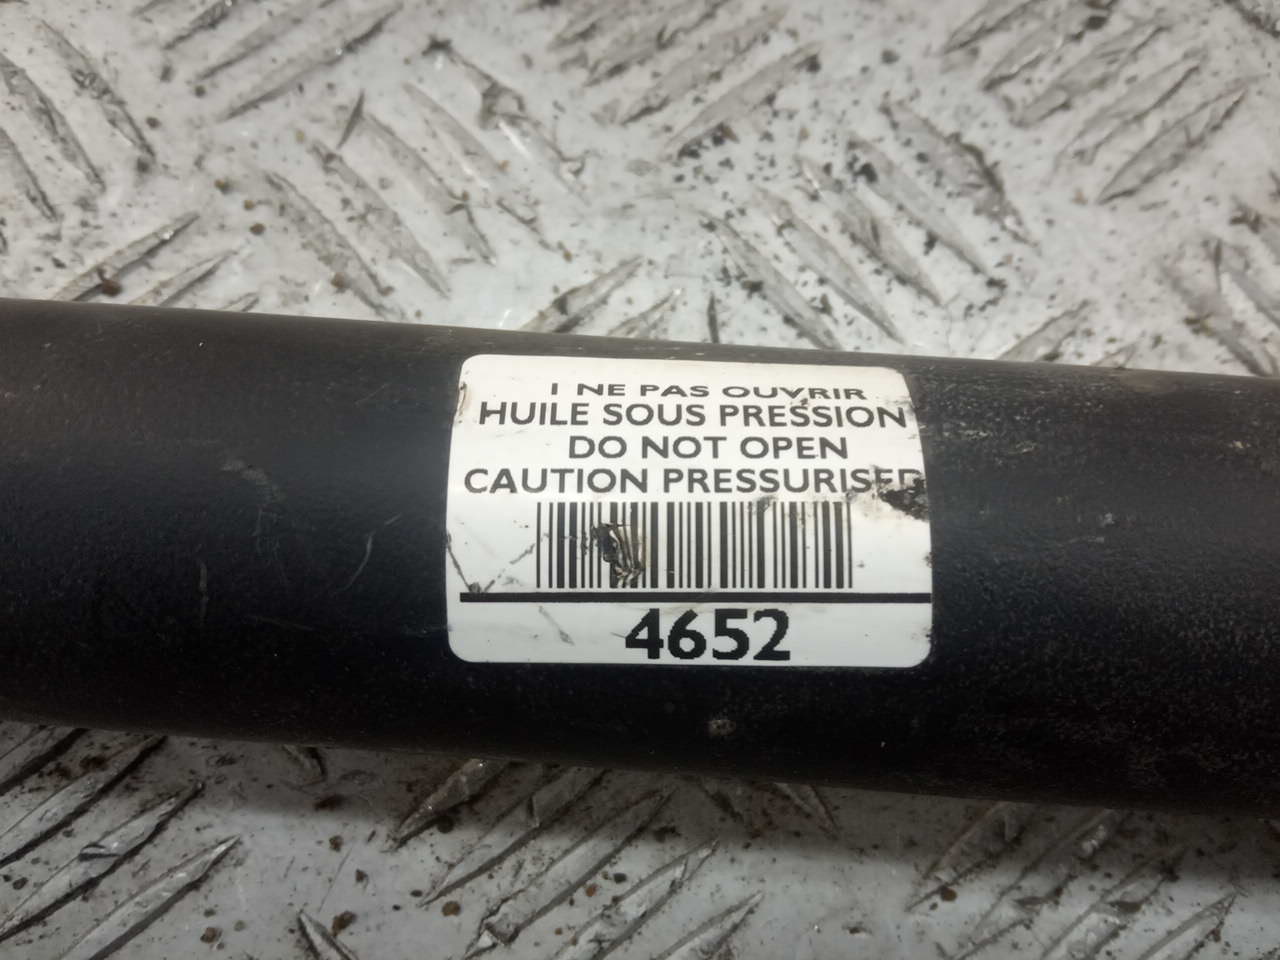 ! NE PAS OUVRIR
HUILE SOUS PRESSION
DO NOT OPEN
CAUTION PRESSURISED
4652